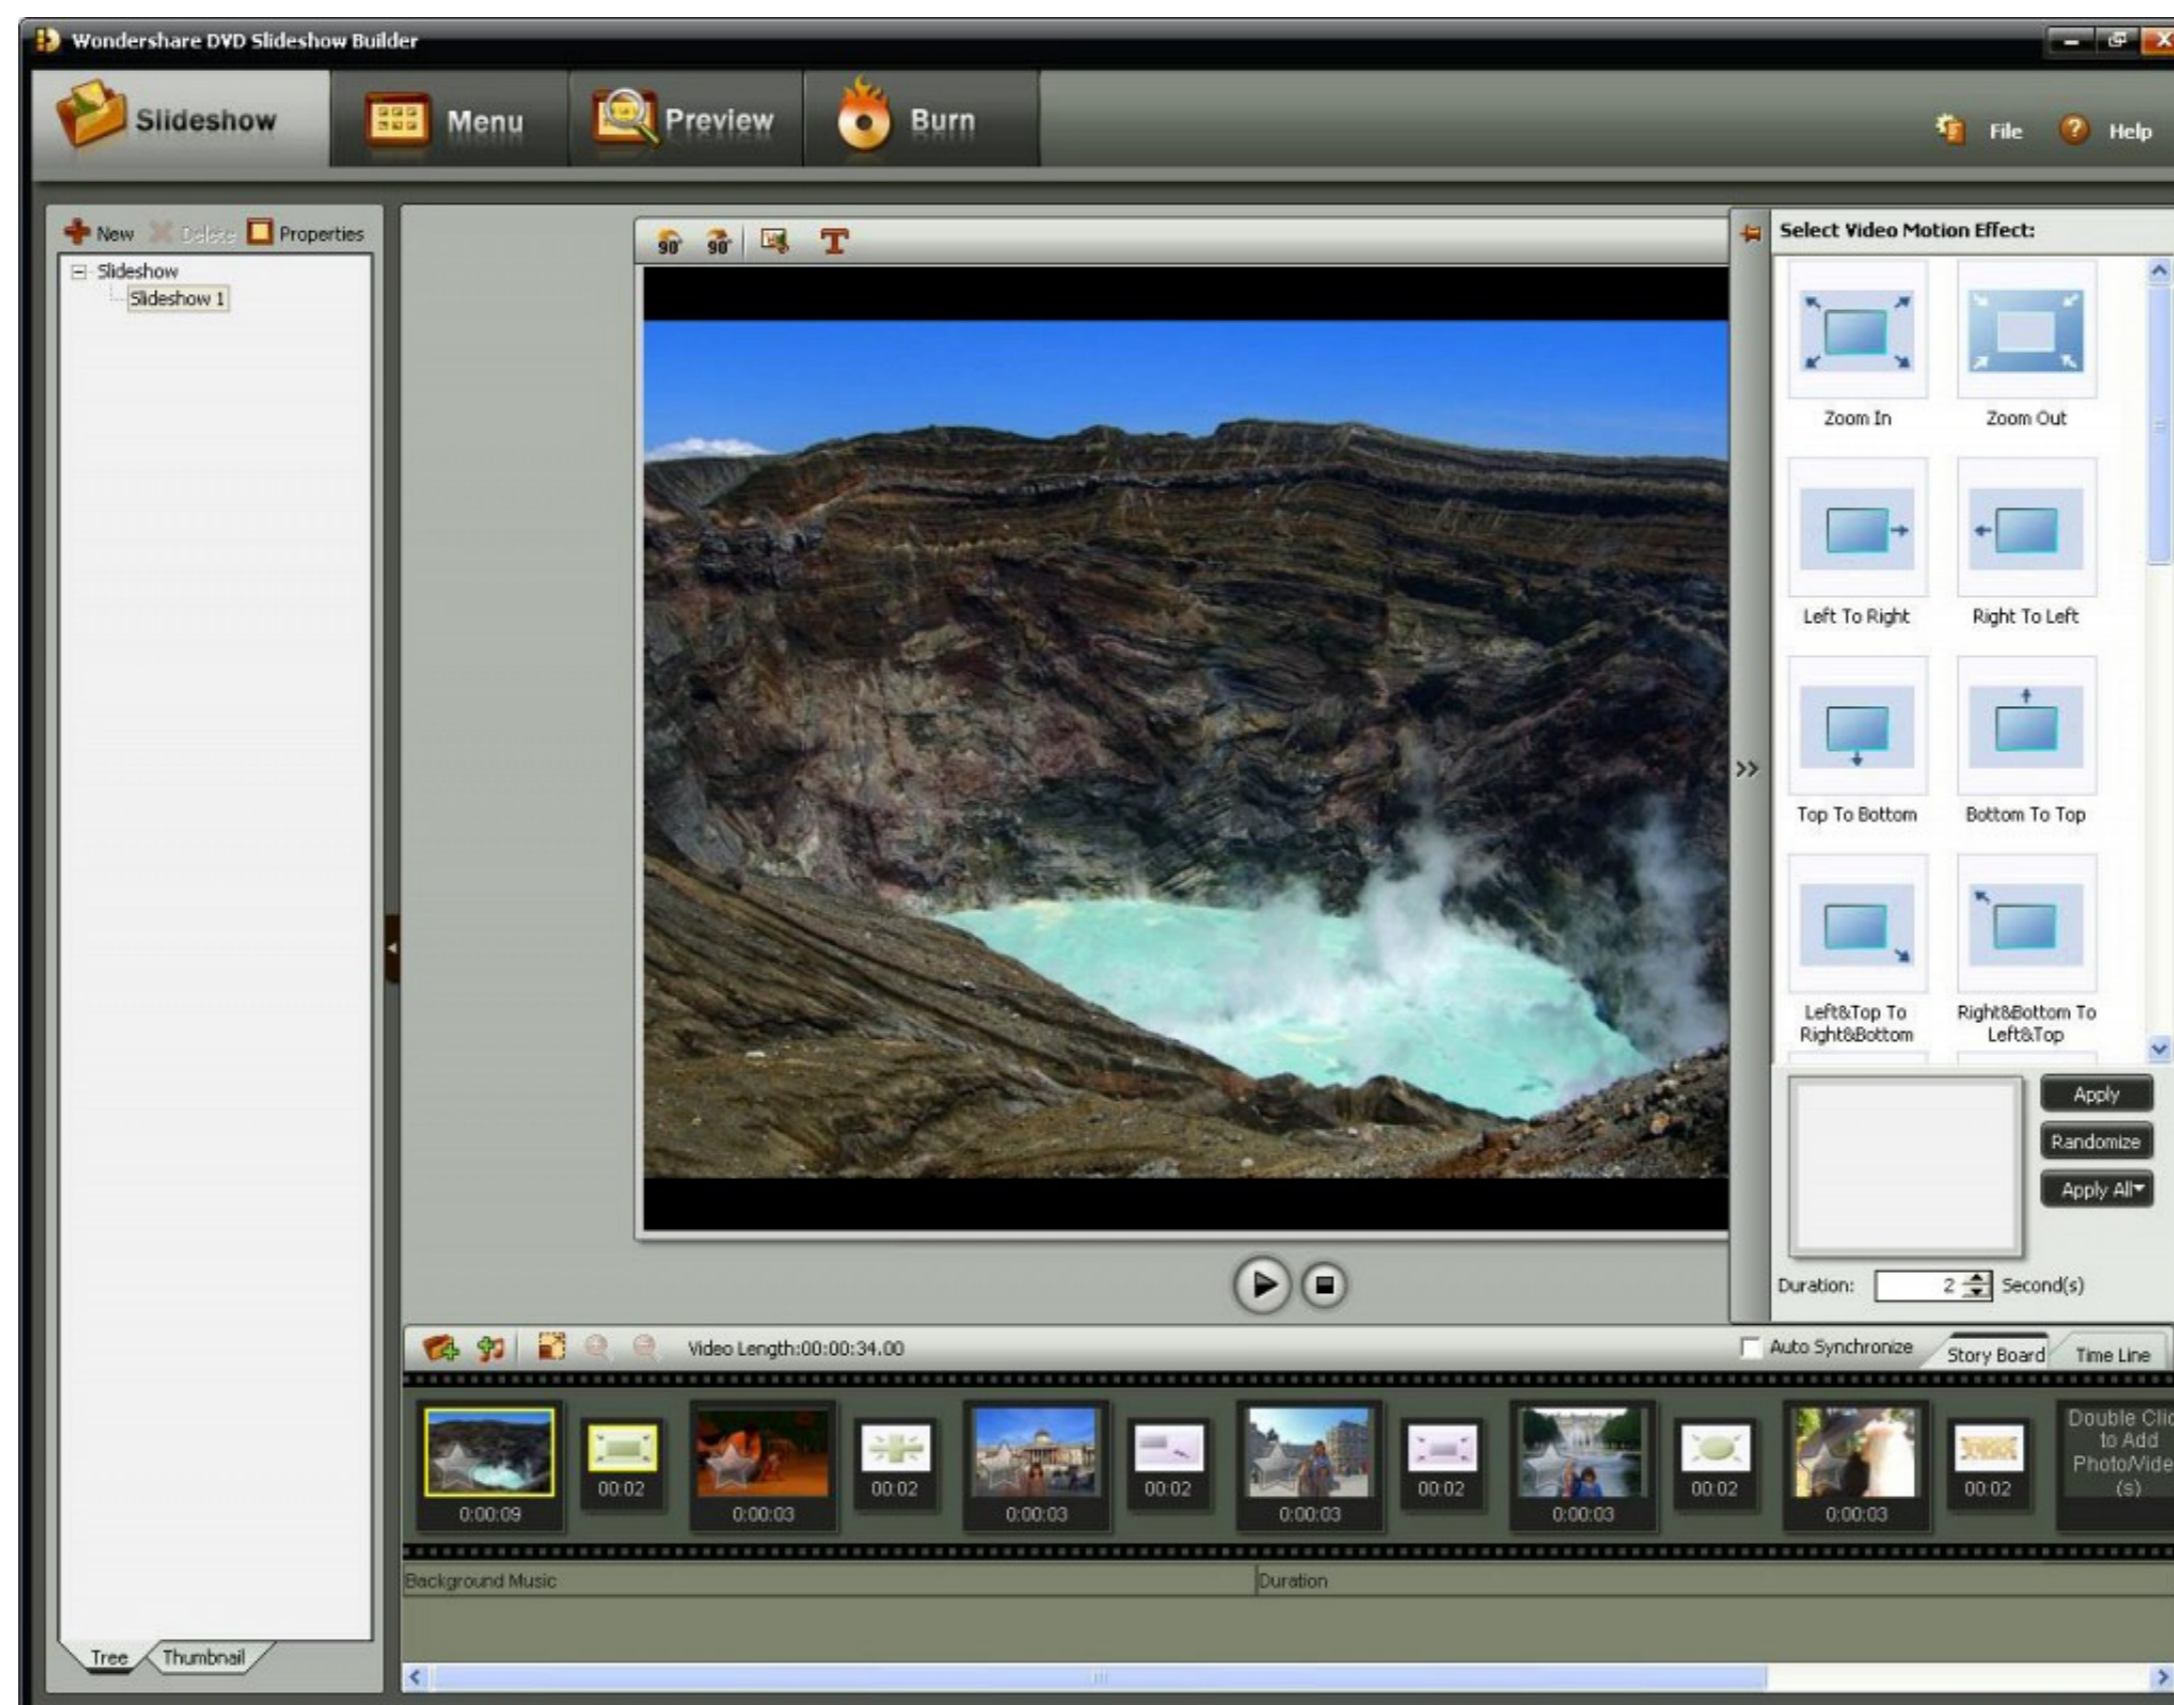 Wondershare DVD Slideshow Builder
Slideshow
Menu
Preview
Burn
File
Help
New
Delete
Properties
Slideshow
Slideshow 1
90°
90°
T
Select Video Motion Effect:
Zoom In
Zoom Out
Left To Right
Right To Left
Top To Bottom
Bottom To Top
Left&Top To
Right&Bottom
Right&Bottom To
Left&Top
Apply
Randomize
Apply All
Duration:
2
Second(s)
Video Length:00:00:34.00
Auto Synchronize
Story Board
Time Line
0:00:09
00:02
0:00:03
00:02
0:00:03
00:02
0:00:03
00:02
0:00:03
00:02
0:00:03
00:02
Double Clic
to Add
Photo/Vide
(s)
Background Music
Duration
Tree
Thumbnail